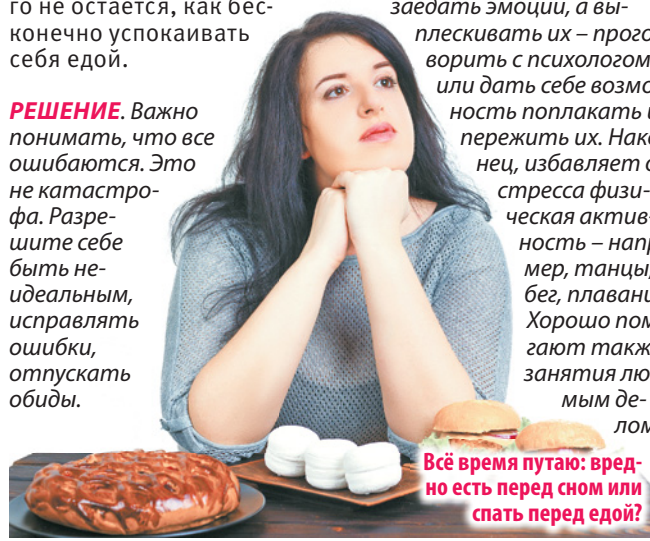 го не остается, как бес-
конечно успокаивать
себя едой.
РЕШЕНИЕ. Важно
понимать, что все
ошибаются. Это
не катастро-
фа. Разре-
шите себе
быть не-
идеальным,
исправлять
ошибки,
отпускать
обиды.
заедать эмоции, а вы-
плескивать их – прого
ворить с психологом
или дать себе возмо
ность поплакать и
пережить их. Нако
нец, избавляет о
стресса физи-
ческая актив-
ность – напр
мер, танцы,
бег, плавани
Хорошо пом
гают такж
занятия лю
мым де-
лом
Всё время путаю: вред-
но есть перед сном или
спать перед едой?